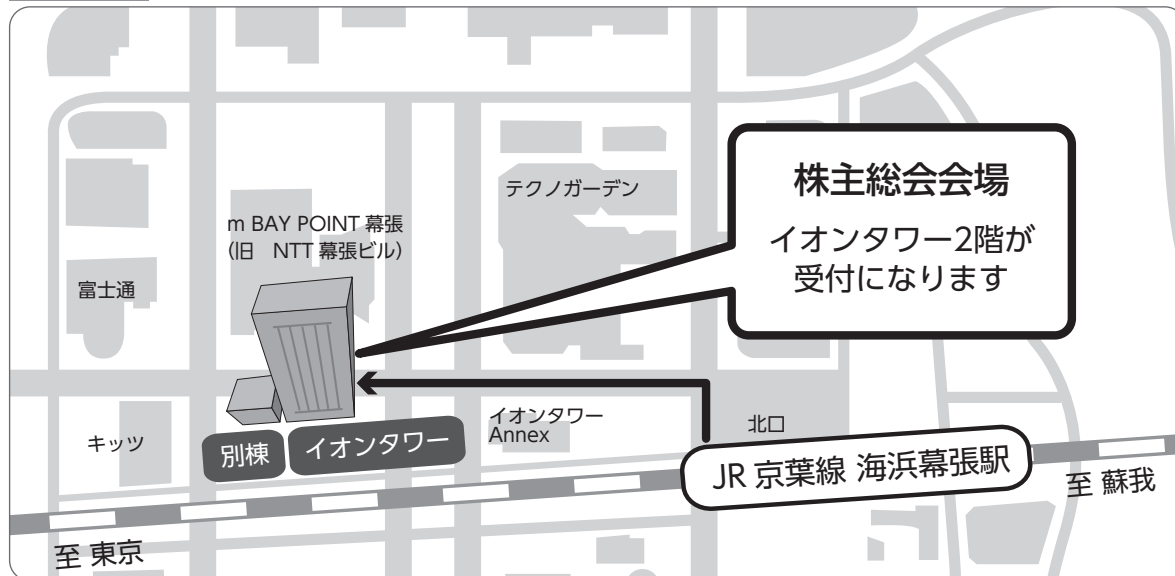 株主総会会場
イオンタワー2階が
受付になります
テクノガーデン
m BAY POINT 幕張
(旧　NTT 幕張ビル)
富士通
キッツ
別棟
イオンタワー
イオンタワー
Annex
北口
JR 京葉線 海浜幕張駅
至 蘇我
至 東京